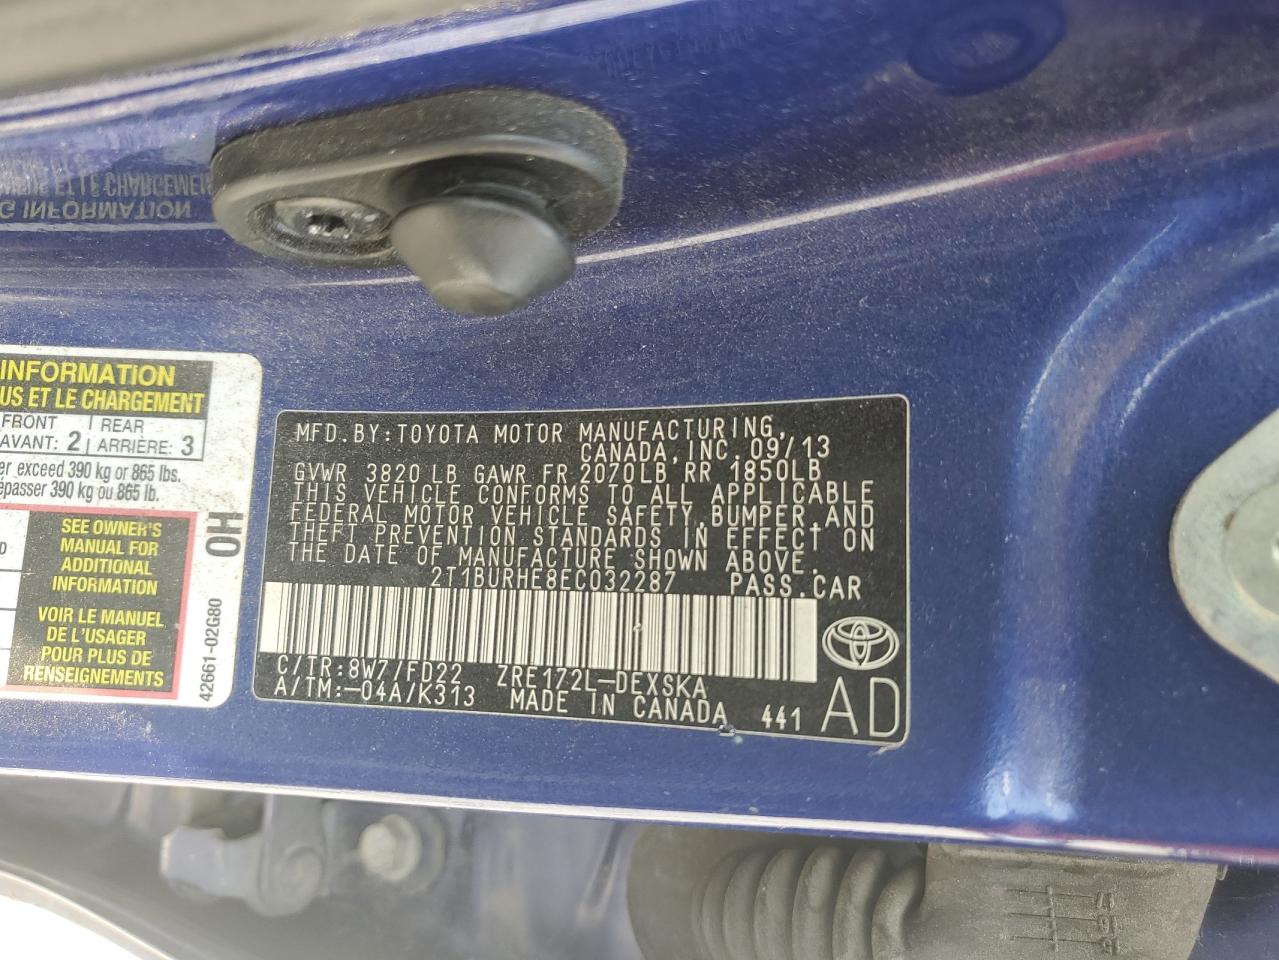 INFORMATION
US ET LE CHARGEMENT
FRONT REAR
AVANT: 2 ARRIÈRE: 3
er exceed 390 kg or 865 lbs.
épasser 390 kg ou 865 lb.
SEE OWNER'S
MANUAL FOR
ADDITIONAL
INFORMATION
VOIR LE MANUEL
DE L'USAGER
POUR PLUS DE
RENSEIGNEMENTS
0H
42661-02G80
MFD.BY:TOYOTA MOTOR MANUFACTURING,
CANADA,INC.09/13
GVWR 3820 LB GAWR FR 2070LB,RR 1850LB
THIS VEHICLE CONFORMS TO ALL APPLICABLE
FEDERAL MOTOR VEHICLE SAFETY,BUMPER,AND
THEFT PREVENTION STANDARDS IN EFFECT ON
THE DATE OF MANUFACTURE SHOWN ABOVE.
2T1BURHE8EC032287 PASS.CAR
C/TR:8W7/FD22 ZRE172L-DEXSKA
A/TM:-04A/K313 MADE IN CANADA 441 AD